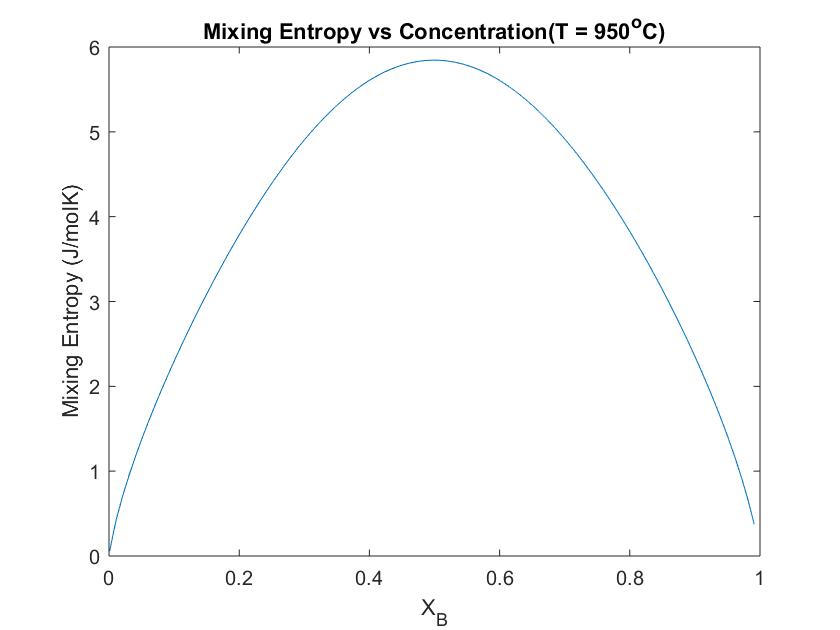 Mixing Entropy vs Concentration(T = 950°C)
Mixing Entropy (J/molK)
6
5
4
3
2
1
0
0 0.2 0.4 0.6 0.8 1
X_B